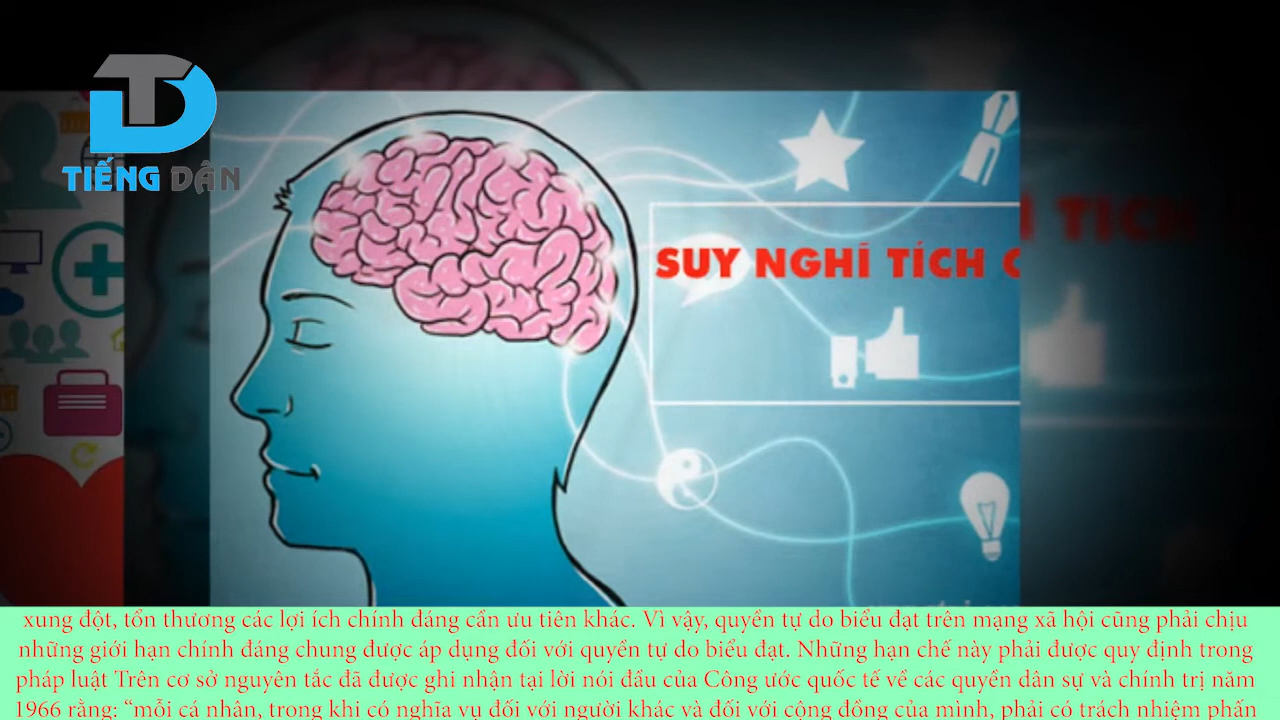 TIẾNG DÂN
SUY NGHĨ TÍCH
xung đột, tổn thương các lợi ích chính đáng cần ưu tiên khác. Vì vậy, quyền tự do biểu đạt trên mạng xã hội cũng phải chịu
những giới hạn chính đáng chung được áp dụng đối với quyền tự do biểu đạt. Những hạn chế này phải được quy định trong
pháp luật Trên cơ sở nguyên tắc đã được ghi nhận tại lời nói đầu của Công ước quốc tế về các quyền dân sự và chính trị năm
1966 rằng: “mỗi cá nhân, trong khi có nghĩa vụ đối với người khác và đối với cộng đồng của mình, phải có trách nhiệm phấn